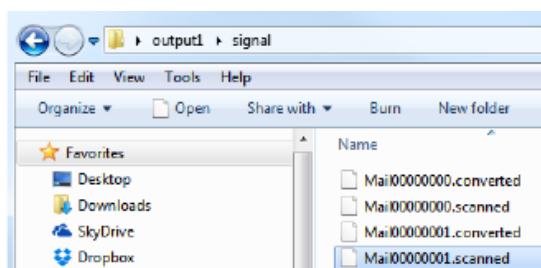 output1 signal
File Edit View Tools Help
Organize Open Share with Burn New folder
Name
Favorites
Desktop
Downloads
SkyDrive
Dropbox
Mail00000000.converted
Mail00000000.scanned
Mail00000001.converted
Mail00000001.scanned